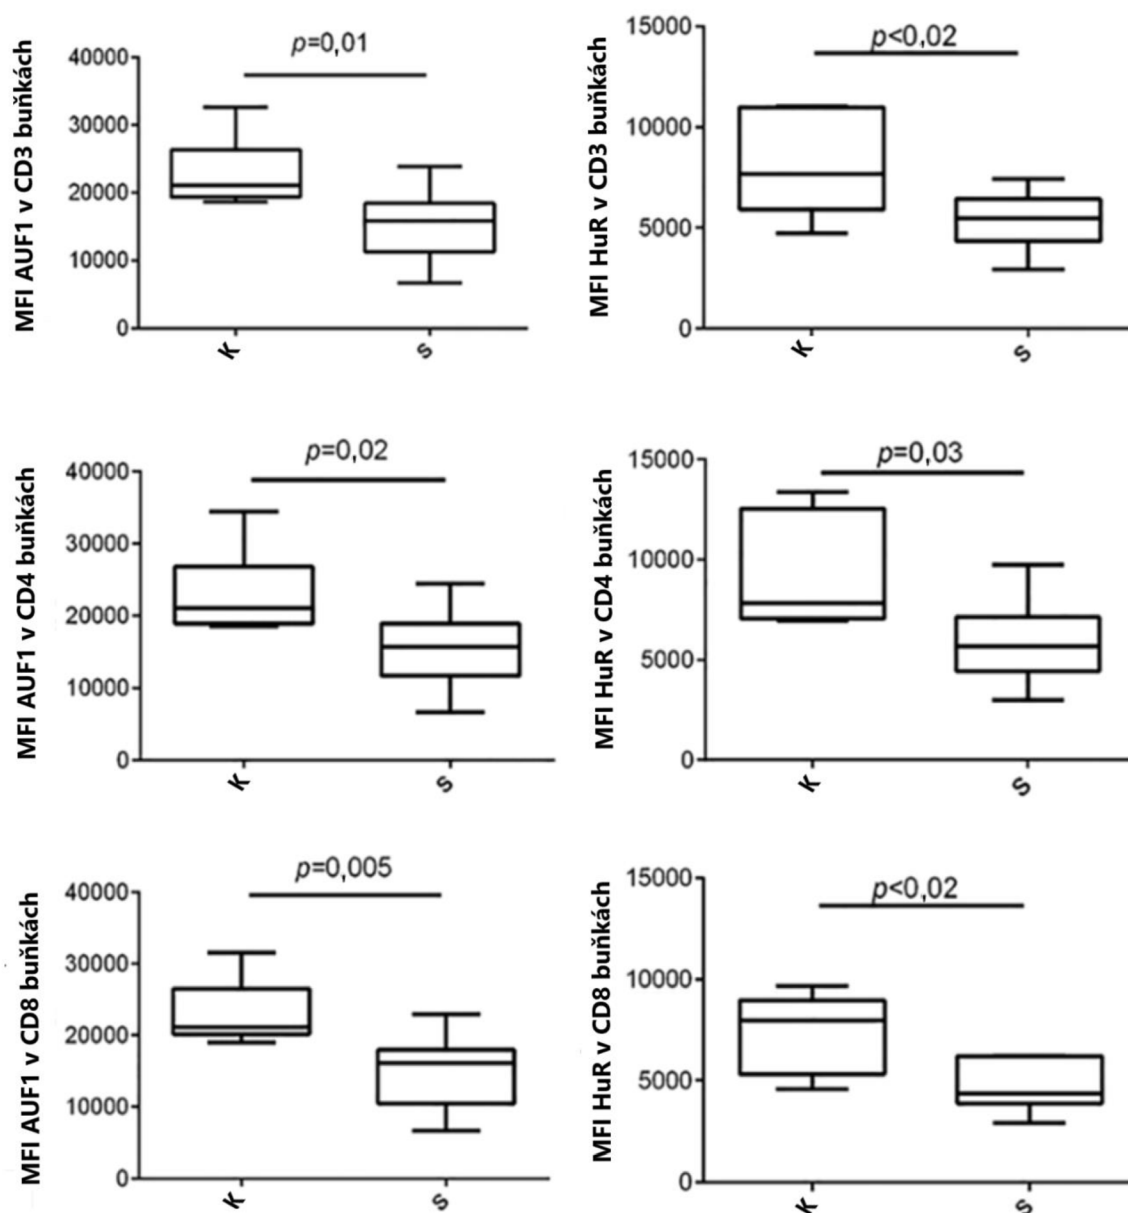 MFI AUF1 v CD3 buňkách
p=0,01
40000
30000
20000
10000
0
K
S
MFI HuR v CD3 buňkách
p<0,02
15000
10000
5000
0
K
S
MFI AUF1 v CD4 buňkách
p=0,02
40000
30000
20000
10000
0
K
S
MFI HuR v CD4 buňkách
p=0,03
15000
10000
5000
0
K
S
MFI AUF1 v CD8 buňkách
p=0,005
40000
30000
20000
10000
0
K
S
MFI HuR v CD8 buňkách
p<0,02
15000
10000
5000
0
K
S